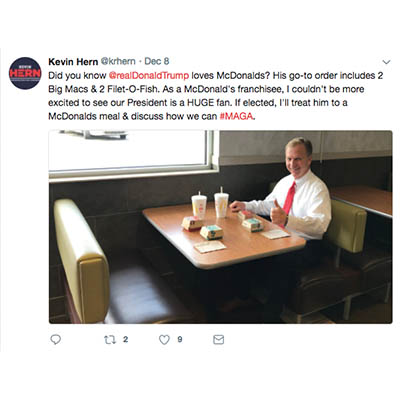 KEVIN
HERN
Kevin Hern @krhern · Dec 8
Did you know @realDonaldTrump loves McDonalds? His go-to order includes 2
Big Macs & 2 Filet-O-Fish. As a McDonald's franchisee, I couldn't be more
excited to see our President is a HUGE fan. If elected, I'll treat him to a
McDonalds meal & discuss how we can #MAGA.
2
9